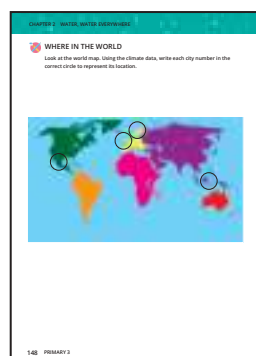 CHAPTER 2 WATER, WATER EVERYWHERE
WHERE IN THE WORLD
Look at the world map. Using the climate data, write each city number in the
correct circle to represent its location.
148 PRIMARY 3